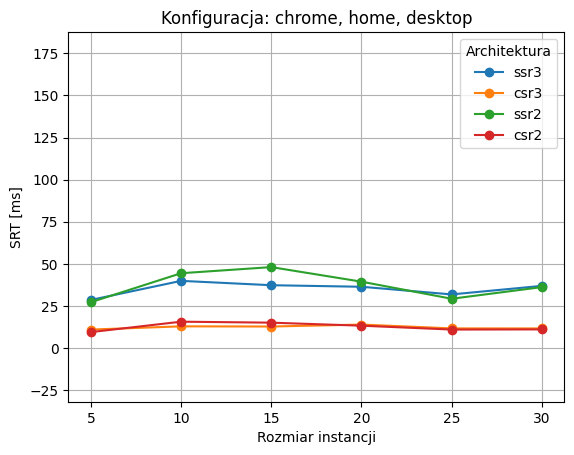 Konfiguracja: chrome, home, desktop
SRT [ms]
175
150
125
100
75
50
25
0
−25
Architektura
ssr3
csr3
ssr2
csr2
5 10 15 20 25 30
Rozmiar instancji